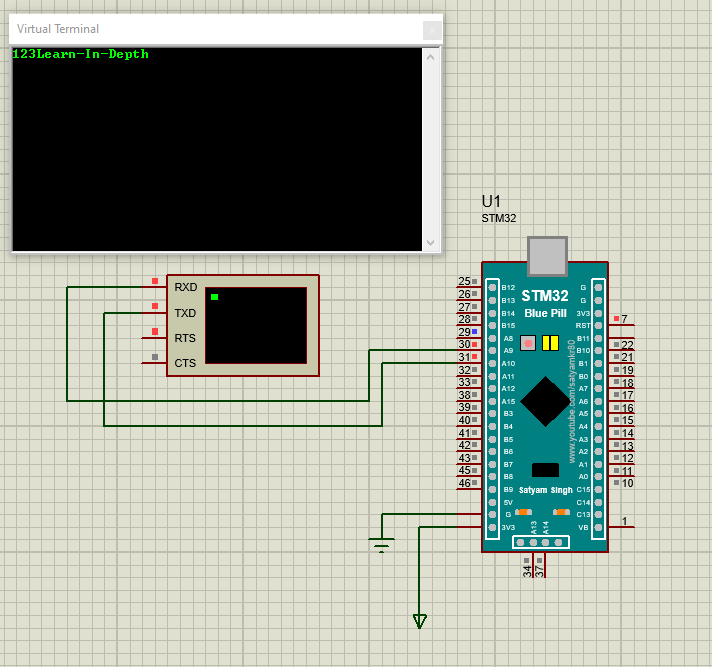 Virtual Terminal
123Learn-In-Depth
U1
STM32
RXD
TXD
RTS
CTS
STM32
Blue Pill
www.youtube.com/satyamkr80
Satyam Singh
25 B12
26 B13
27 B14
28 B15
29 A8
30 A9
31 A10
32 A11
33 A12
38 A15
39 B3
40 B4
41 B5
42 B6
43 B7
45 B8
46 B9
5V
G
3V3
G
G
3V3
RST 7
B11
B10 22
B1 21
B0 19
A7 18
A6 17
A5 16
A4 15
A3 14
A2 13
A1 12
A0 11
C15 10
C14
C13
VB 1
A13
A14
34
37